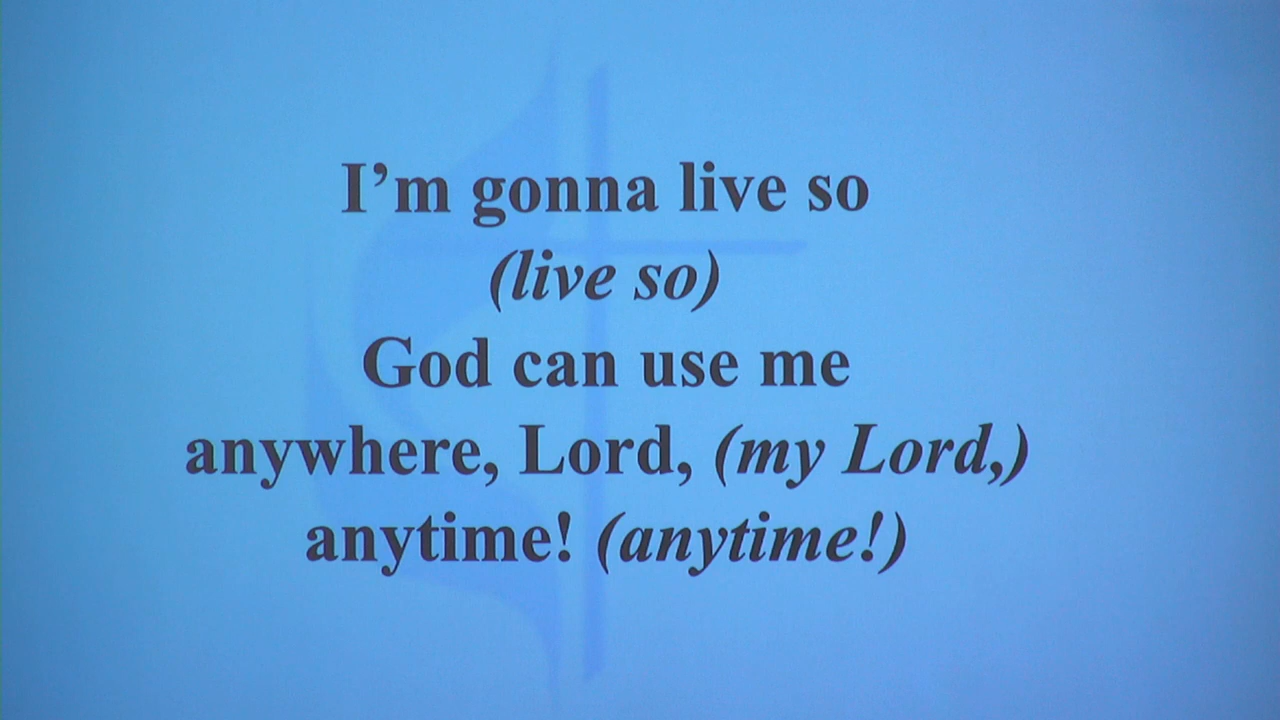 I’m gonna live so
(live so)
God can use me
anywhere, Lord, (my Lord,)
anytime! (anytime!)